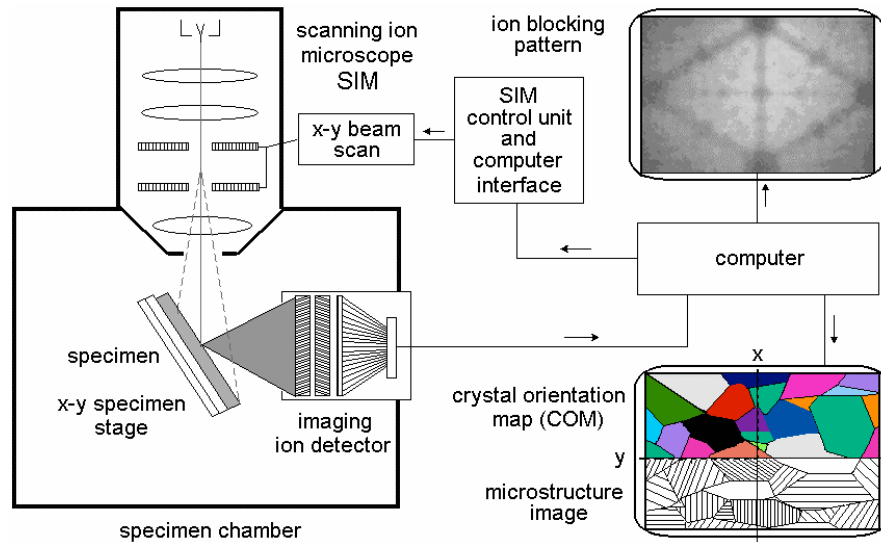 scanning ion
microscope
SIM
x-y beam
scan
SIM
control unit
and
computer
interface
ion blocking
pattern
computer
specimen
x-y specimen
stage
imaging
ion detector
specimen chamber
x
crystal orientation
map (COM)
y
microstructure
image